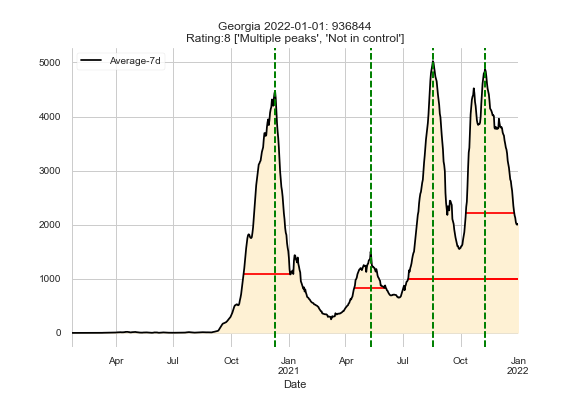 Georgia 2022-01-01: 936844
Rating:8 ['Multiple peaks', 'Not in control']
Average-7d
5000
4000
3000
2000
1000
0
Apr Jul Oct Jan Apr Jul Oct Jan
2021 2022
Date